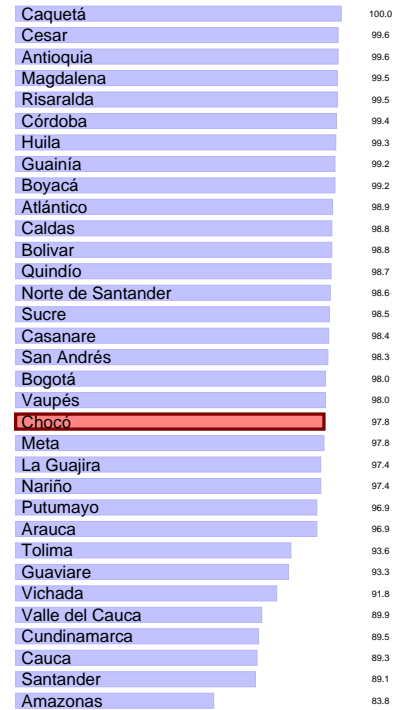 Caquetá 100.0
Cesar 99.6
Antioquia 99.6
Magdalena 99.5
Risaralda 99.5
Córdoba 99.4
Huila 99.3
Guainía 99.2
Boyacá 99.2
Atlántico 98.9
Caldas 98.8
Bolivar 98.8
Quindío 98.7
Norte de Santander 98.6
Sucre 98.5
Casanare 98.4
San Andrés 98.3
Bogotá 98.0
Vaupés 98.0
Chocó 97.8
Meta 97.8
La Guajira 97.4
Nariño 97.4
Putumayo 96.9
Arauca 96.9
Tolima 93.6
Guaviare 93.3
Vichada 91.8
Valle del Cauca 89.9
Cundinamarca 89.5
Cauca 89.3
Santander 89.1
Amazonas 83.8